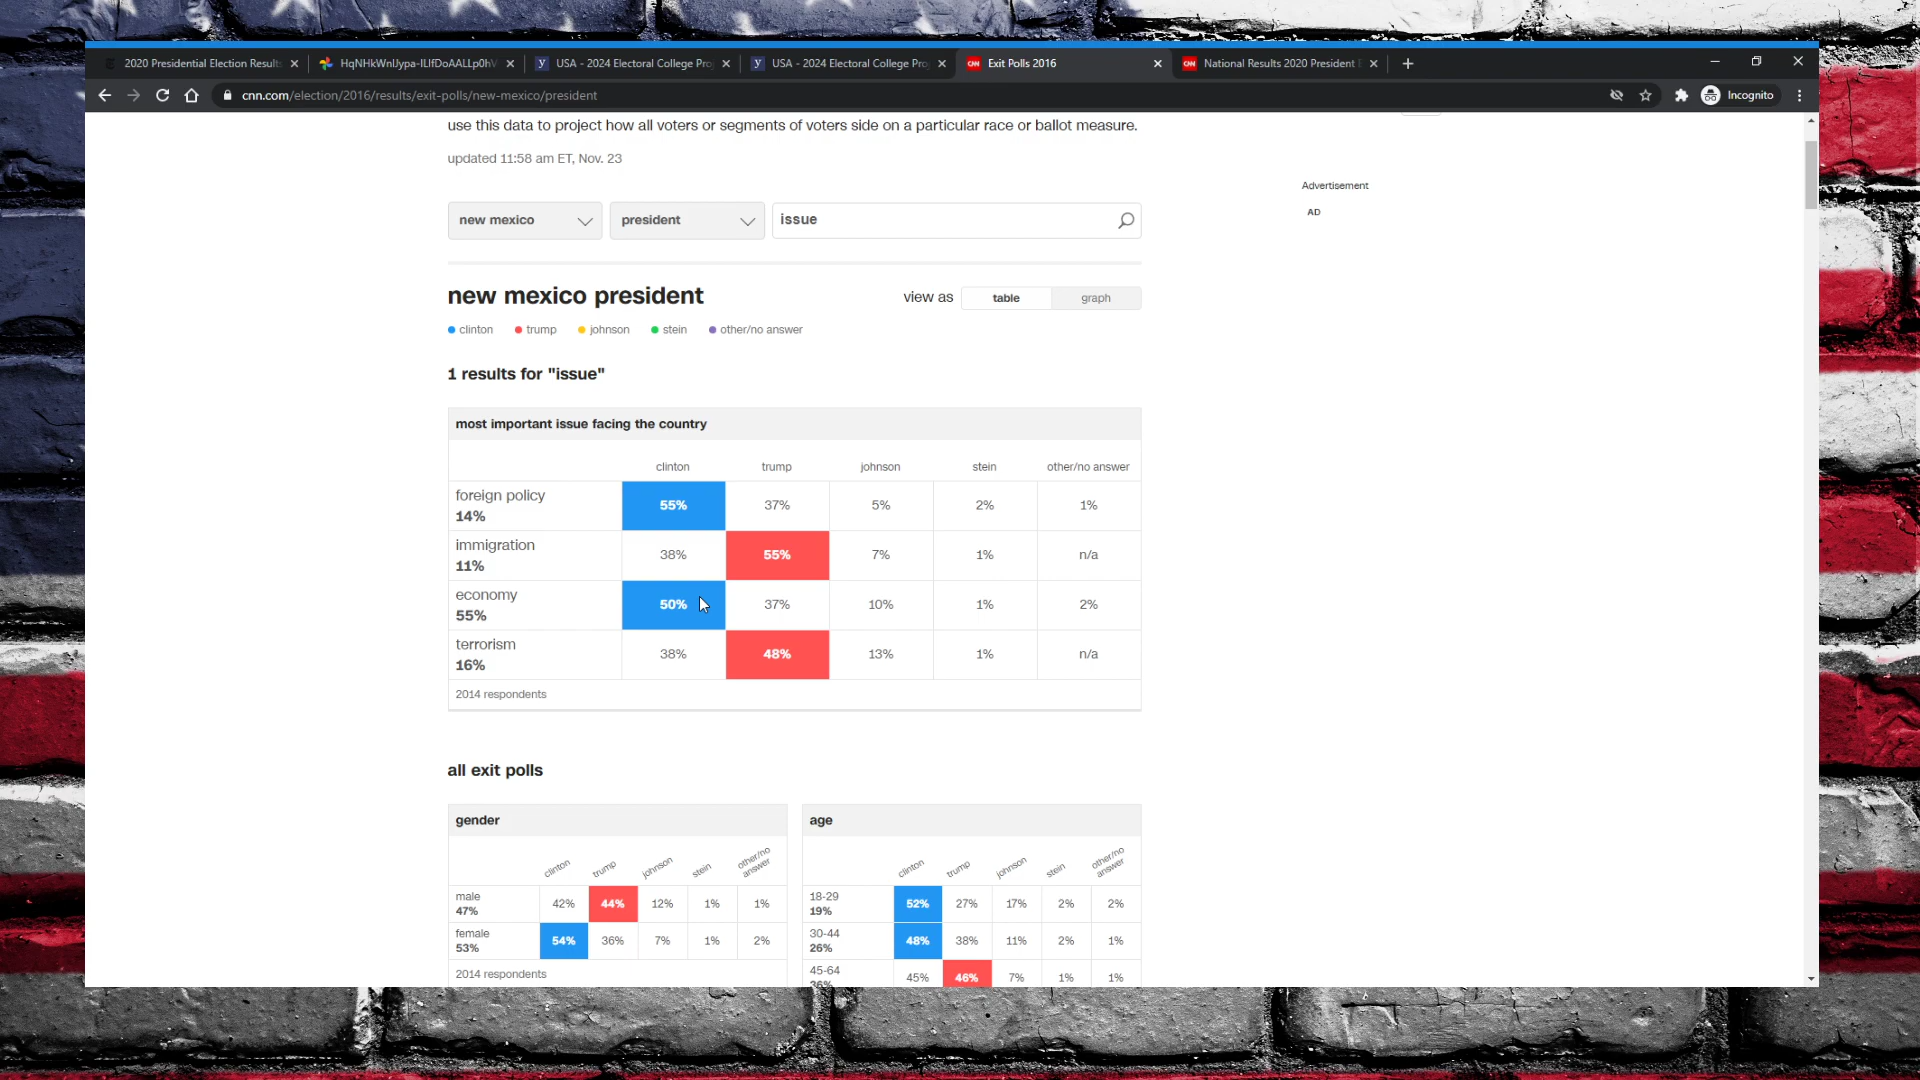 2020 Presidential Election Results
USA - 2024 Electoral College Pro
USA - 2024 Electoral College Pro
CNN Exit Polls 2016
CNN National Results 2020 President
cnn.com/election/2016/results/exit-polls/new-mexico/president
Incognito
use this data to project how all voters or segments of voters side on a particular race or ballot measure.
updated 11:58 am ET, Nov. 23
Advertisement
AD
new mexico president issue
new mexico president
view as table graph
clinton trump johnson stein other/no answer
1 results for "issue"
most important issue facing the country
clinton trump johnson stein other/no answer
foreign policy
14%
55% 37% 5% 2% 1%
immigration
11%
38% 55% 7% 1% n/a
economy
55%
50% 37% 10% 1% 2%
terrorism
16%
38% 48% 13% 1% n/a
2014 respondents
all exit polls
gender
clinton trump johnson stein other/no answer
male
47%
42% 44% 12% 1% 1%
female
53%
54% 36% 7% 1% 2%
2014 respondents
age
clinton trump johnson stein other/no answer
18-29
19%
52% 27% 17% 2% 2%
30-44
26%
48% 38% 11% 2% 1%
45-64
36%
45% 46% 7% 1% 1%